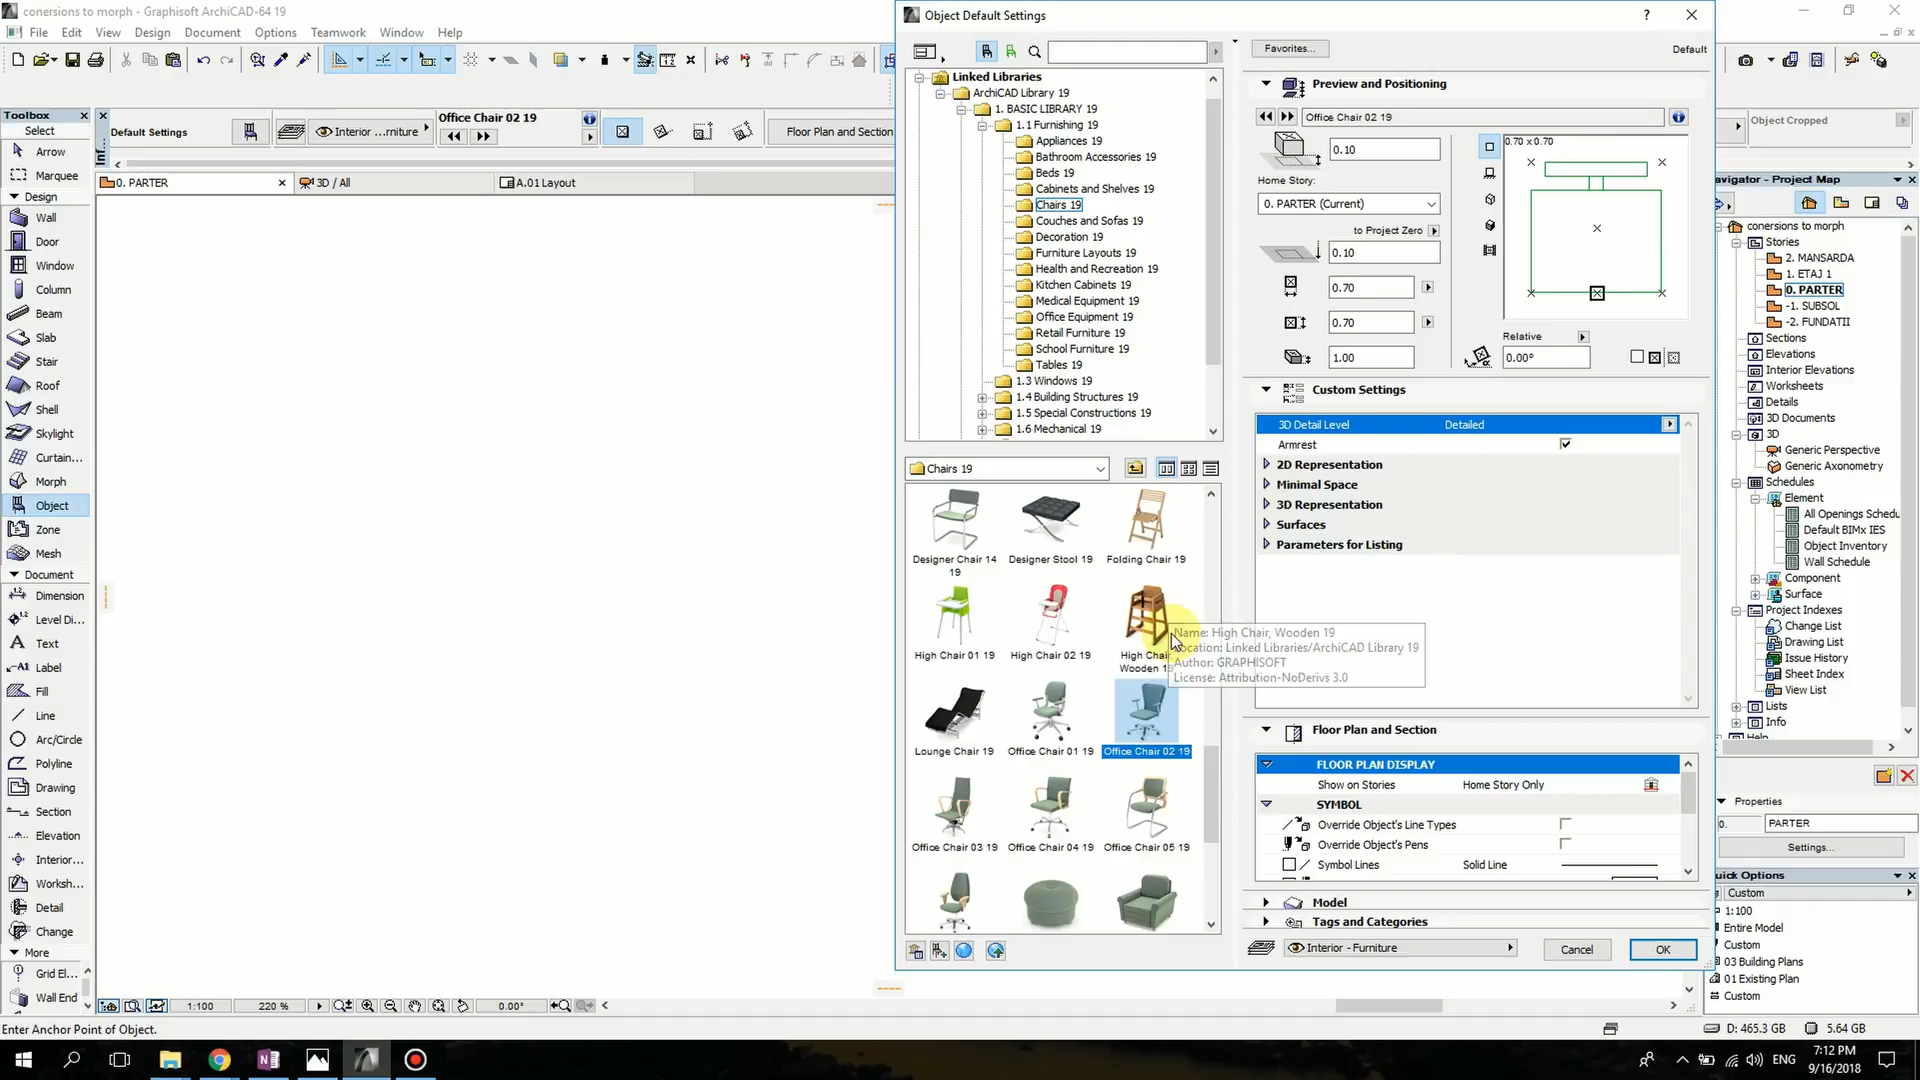 conersions to morph - Graphisoft ArchiCAD-64 19
File Edit View Design Document Options Teamwork Window Help
Toolbox
Select
Arrow
Marquee
Design
Wall
Door
Window
Column
Beam
Slab
Stair
Roof
Shell
Skylight
Curtain...
Morph
Object
Zone
Mesh
Document
Dimension
Level Di...
Text
Label
Fill
Line
Arc/Circle
Polyline
Drawing
Section
Elevation
Interior...
Worksh...
Detail
Change
More
Grid El...
Wall End
Default Settings
Interior ...rniture
Office Chair 02 19
Floor Plan and Section
0. PARTER
3D / All
A.01 Layout
Object Default Settings
Linked Libraries
ArchiCAD Library 19
1. BASIC LIBRARY 19
1.1 Furnishing 19
Appliances 19
Bathroom Accessories 19
Beds 19
Cabinets and Shelves 19
Chairs 19
Couches and Sofas 19
Decoration 19
Furniture Layouts 19
Health and Recreation 19
Kitchen Cabinets 19
Medical Equipment 19
Office Equipment 19
Retail Furniture 19
School Furniture 19
Tables 19
1.3 Windows 19
1.4 Building Structures 19
1.5 Special Constructions 19
1.6 Mechanical 19
Chairs 19
Designer Chair 14 19
Designer Stool 19
Folding Chair 19
High Chair 01 19
High Chair 02 19
High Chair Wooden 19
Lounge Chair 19
Office Chair 01 19
Office Chair 02 19
Office Chair 03 19
Office Chair 04 19
Office Chair 05 19
Name: High Chair, Wooden 19
Location: Linked Libraries/ArchiCAD Library 19
Author: GRAPHISOFT
License: Attribution-NoDerivs 3.0
Favorites...
Default
Preview and Positioning
Office Chair 02 19
0.10
Home Story:
0. PARTER (Current)
to Project Zero
0.10
0.70
0.70
1.00
0.70 x 0.70
Relative
0.00°
Custom Settings
3D Detail Level Detailed
Armrest
2D Representation
Minimal Space
3D Representation
Surfaces
Parameters for Listing
Floor Plan and Section
FLOOR PLAN DISPLAY
Show on Stories Home Story Only
SYMBOL
Override Object's Line Types
Override Object's Pens
Symbol Lines Solid Line
Model
Tags and Categories
Interior - Furniture
Cancel
OK
Object Cropped
Navigator - Project Map
conersions to morph
Stories
2. MANSARDA
1. ETAJ 1
0. PARTER
-1. SUBSOL
-2. FUNDATII
Sections
Elevations
Interior Elevations
Worksheets
Details
3D Documents
3D
Generic Perspective
Generic Axonometry
Schedules
Element
All Openings Schedu
Default BIMx IES
Object Inventory
Wall Schedule
Component
Surface
Project Indexes
Change List
Drawing List
Issue History
Sheet Index
View List
Lists
Info
Help
Properties
0. PARTER
Settings...
Quick Options
Custom
1:100
Entire Model
Custom
03 Building Plans
01 Existing Plan
Custom
1:100
220 %
0.00°
Enter Anchor Point of Object.
D: 465.3 GB
5.64 GB
ENG
7:12 PM
9/16/2018